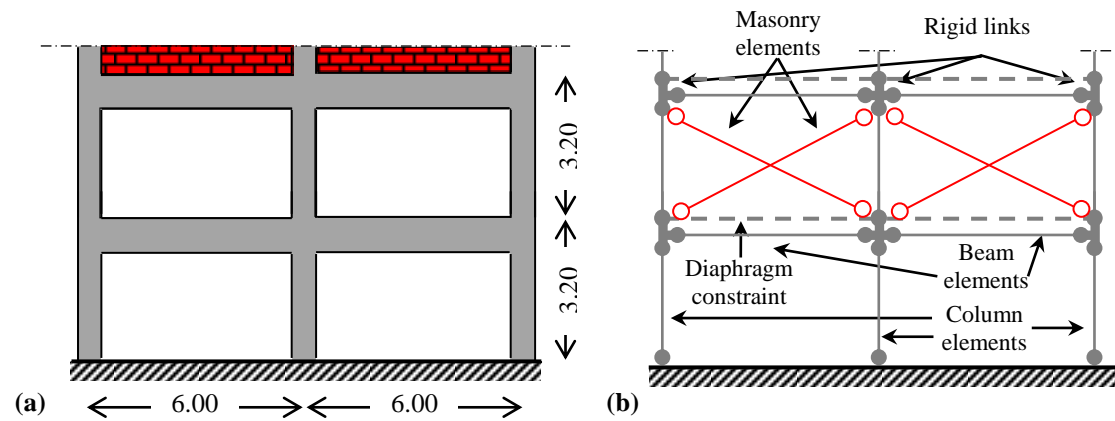 Masonry
elements
Rigid links
3.20
3.20
Diaphragm
constraint
Beam
elements
Column
elements
(a)
6.00
6.00
(b)